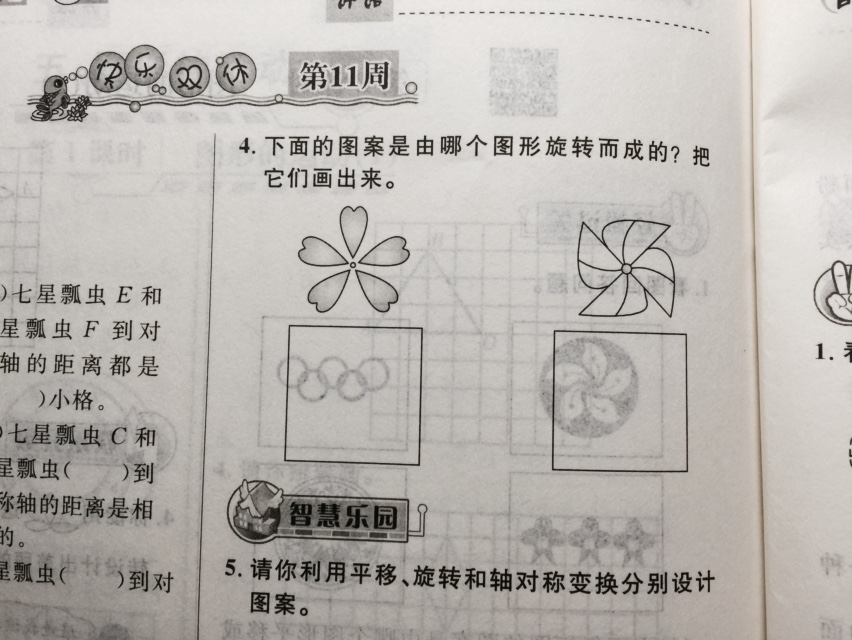 快乐双休
第11周
4. 下面的图案是由哪个图形旋转而成的？把
它们画出来。
)七星瓢虫 E 和
星瓢虫 F 到对
轴的距离都是
)小格。
)七星瓢虫 C 和
星瓢虫( )到
称轴的距离是相
的。
星瓢虫( )到对
智慧乐园
5. 请你利用平移、旋转和轴对称变换分别设计
图案。
1. 看